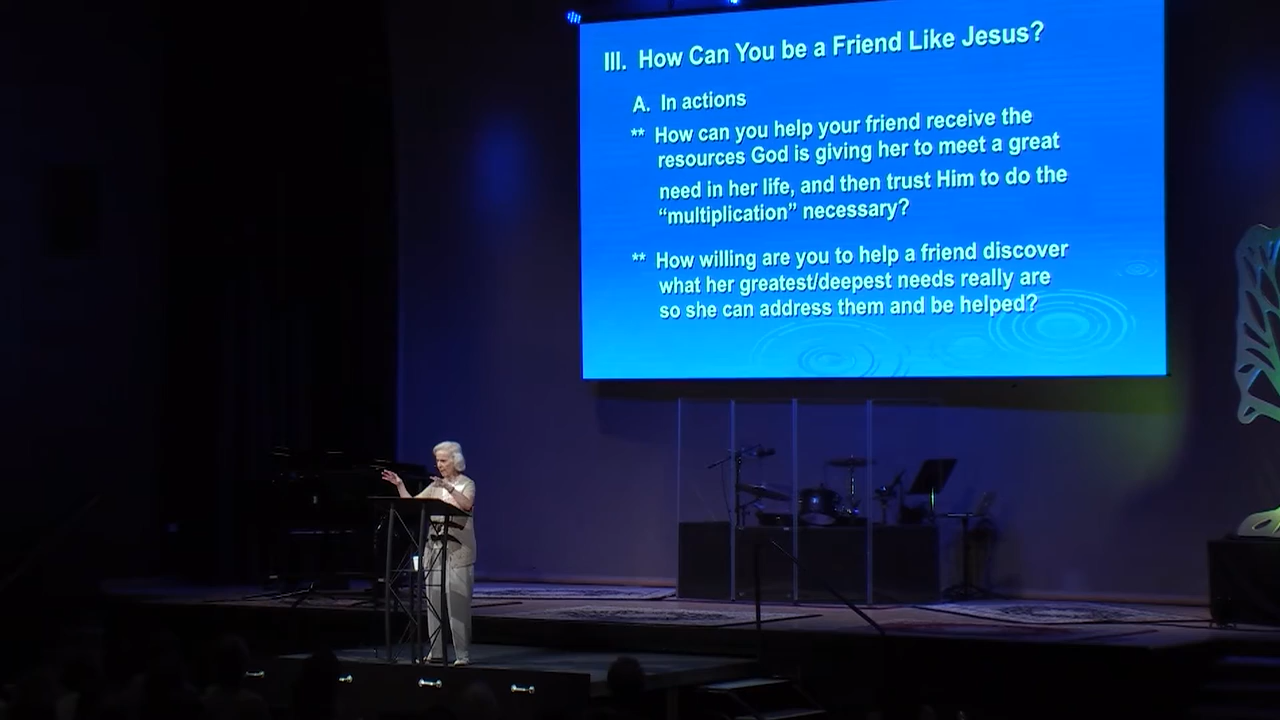 III. How Can You be a Friend Like Jesus?
A. In actions
** How can you help your friend receive the
resources God is giving her to meet a great
need in her life, and then trust Him to do the
“multiplication” necessary?
** How willing are you to help a friend discover
what her greatest/deepest needs really are
so she can address them and be helped?